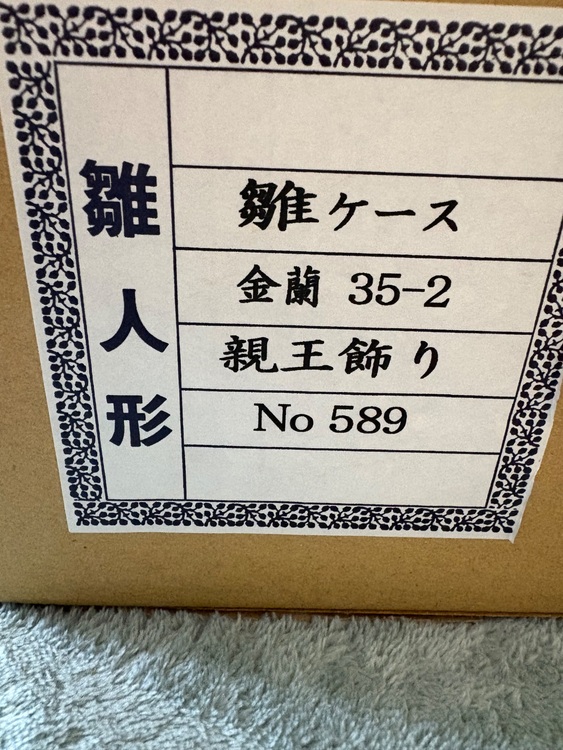 雛人形
雛ケース
金蘭 35-2
親王飾り
No 589